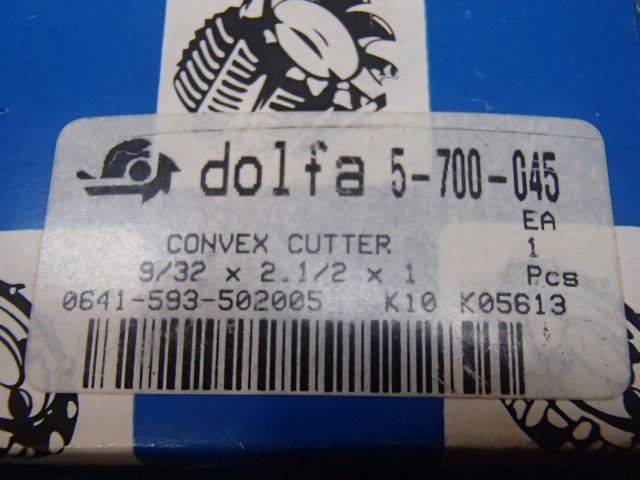 dolfa 5-700-045
EA
CONVEX CUTTER 1
9/32 x 2.1/2 x 1 Pcs
0641-593-502005 K10 K05613